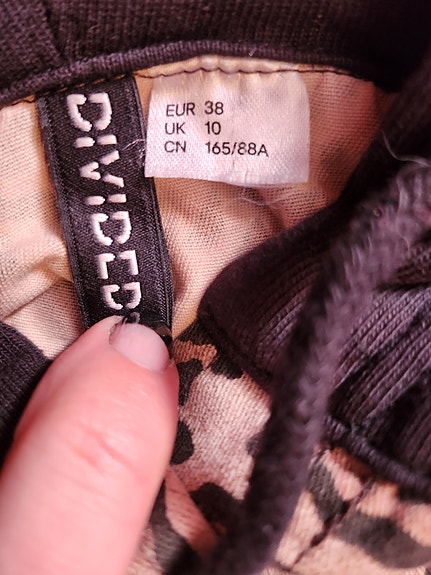 DIVIDED
EUR 38
UK 10
CN 165/88A